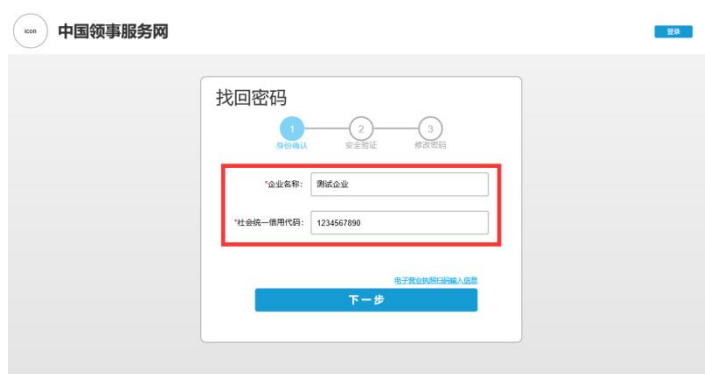 icon
中国领事服务网
登录
找回密码
1
2
3
身份确认
安全验证
修改密码
*企业名称:
测试企业
*社会统一信用代码:
1234567890
电子营业执照扫码输入信息
下一步